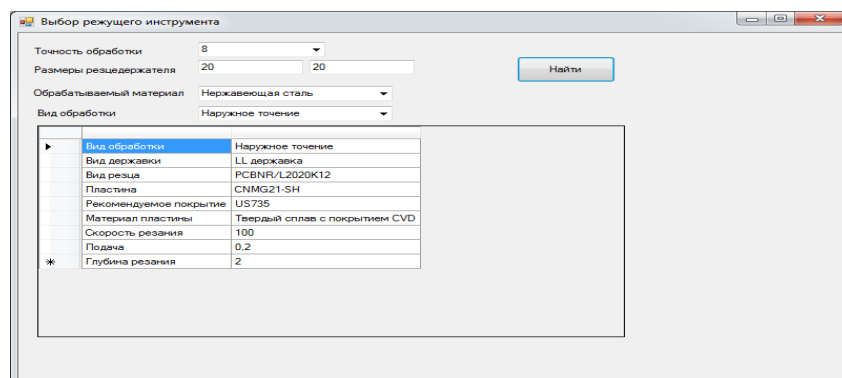 Выбор режущего инструмента
Точность обработки 8
Размеры резцедержателя 20 20
Найти
Обрабатываемый материал Нержавеющая сталь
Вид обработки Наружное точение
Вид обработки Наружное точение
Вид державки LL державка
Вид резца PCBNR/L2020K12
Пластина CNMG21-SH
Рекомендуемое покрытие US735
Материал пластины Твердый сплав с покрытием CVD
Скорость резания 100
Подача 0,2
Глубина резания 2